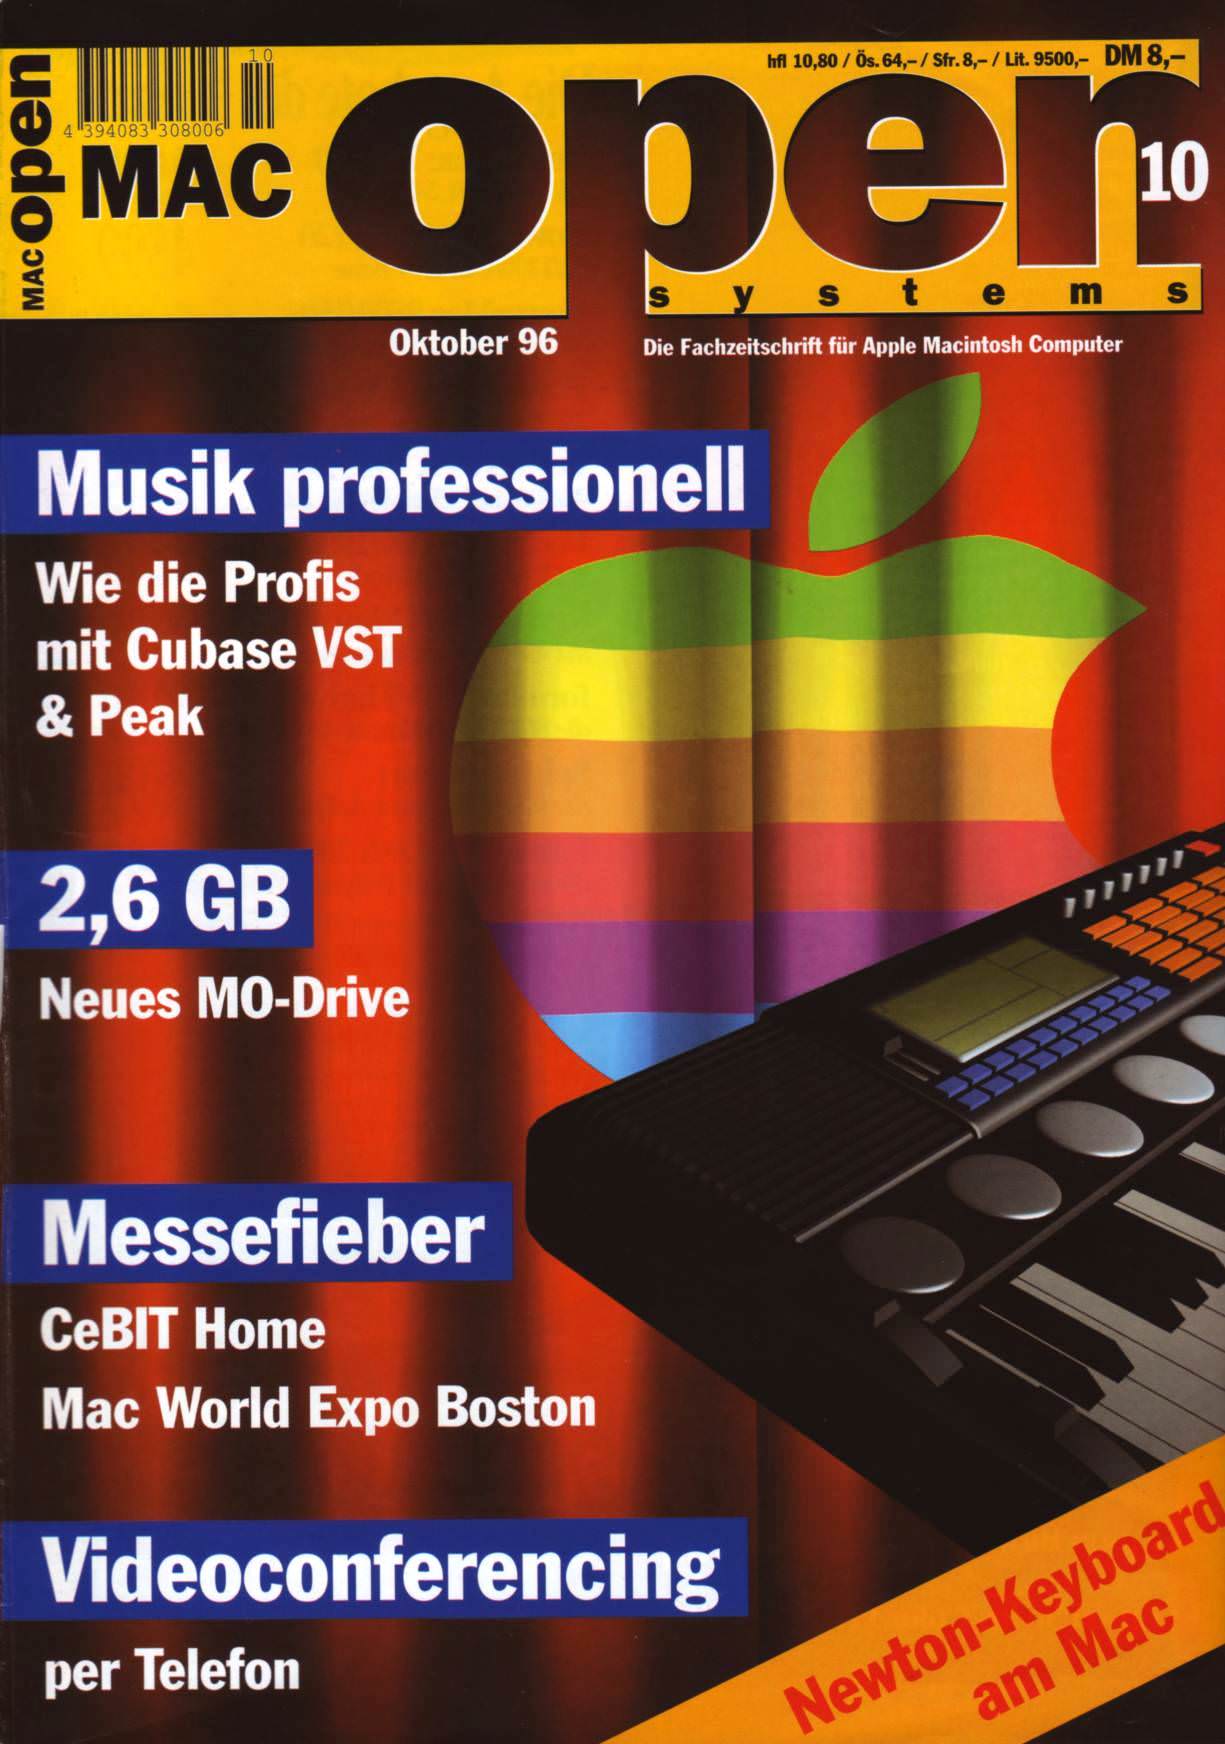 MAC open
10
4 394083 308006
hfl 10,80 / Ös. 64,– / Sfr. 8,– / Lit. 9500,– DM 8,–
MAC open 10
systems
Oktober 96
Die Fachzeitschrift für Apple Macintosh Computer
Musik professionell
Wie die Profis
mit Cubase VST
& Peak
2,6 GB
Neues MO-Drive
Messefieber
CeBIT Home
Mac World Expo Boston
Videoconferencing
per Telefon
Newton-Keyboard
am Mac